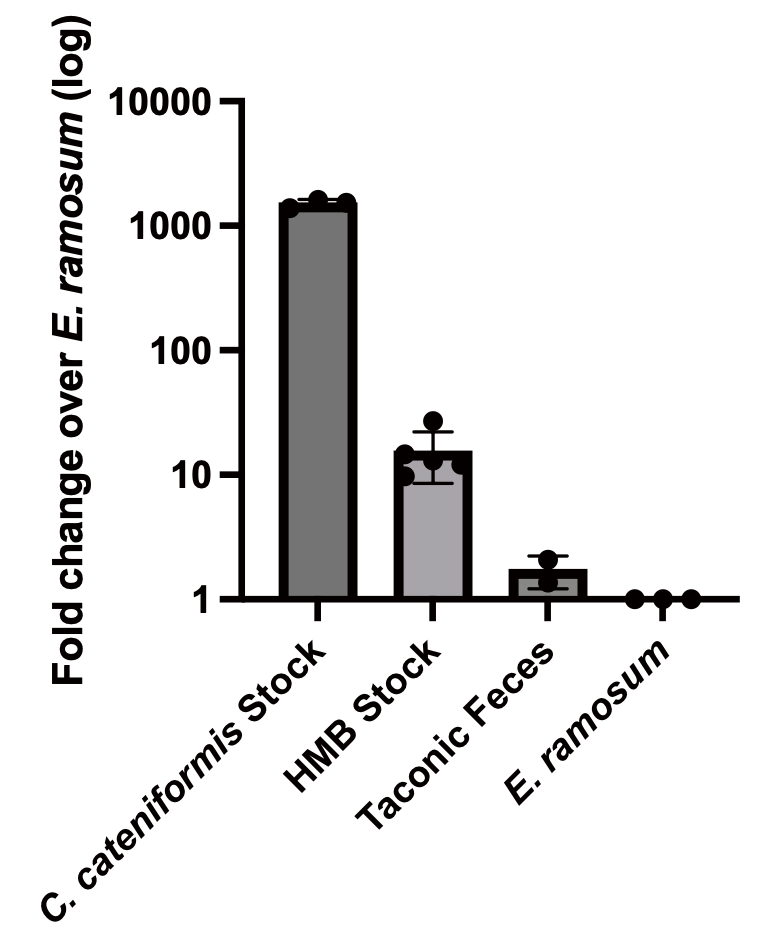 Fold change over E. ramosum (log)
10000
1000
100
10
1
C. cateniformis Stock
HMB Stock
Taconic Feces
E. ramosum